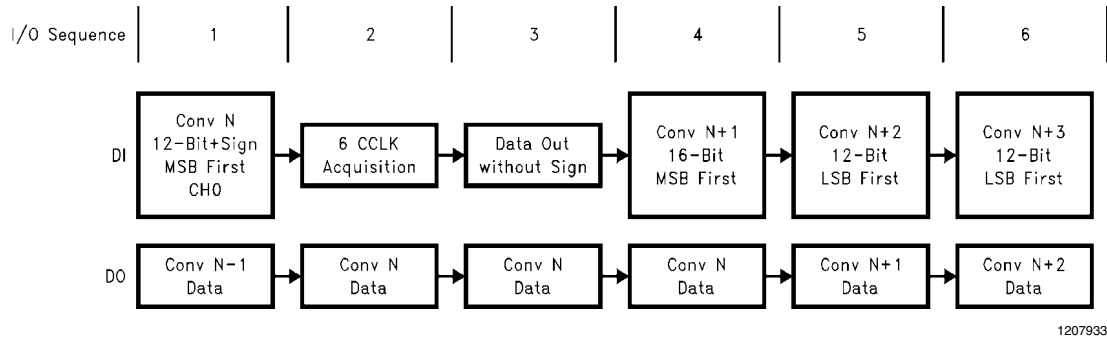 I/O Sequence 1 2 3 4 5 6
DI
Conv N
12-Bit+Sign
MSB First
CH0
6 CCLK
Acquisition
Data Out
without Sign
Conv N+1
16-Bit
MSB First
Conv N+2
12-Bit
LSB First
Conv N+3
12-Bit
LSB First
DO
Conv N-1
Data
Conv N
Data
Conv N
Data
Conv N
Data
Conv N+1
Data
Conv N+2
Data
1207933